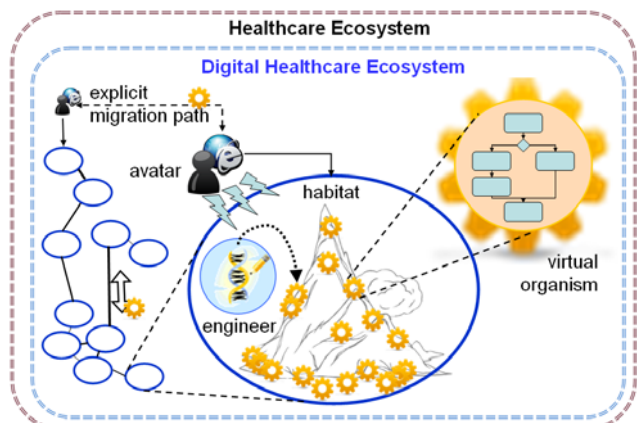 Healthcare Ecosystem
Digital Healthcare Ecosystem
explicit
migration path
avatar
habitat
engineer
virtual
organism